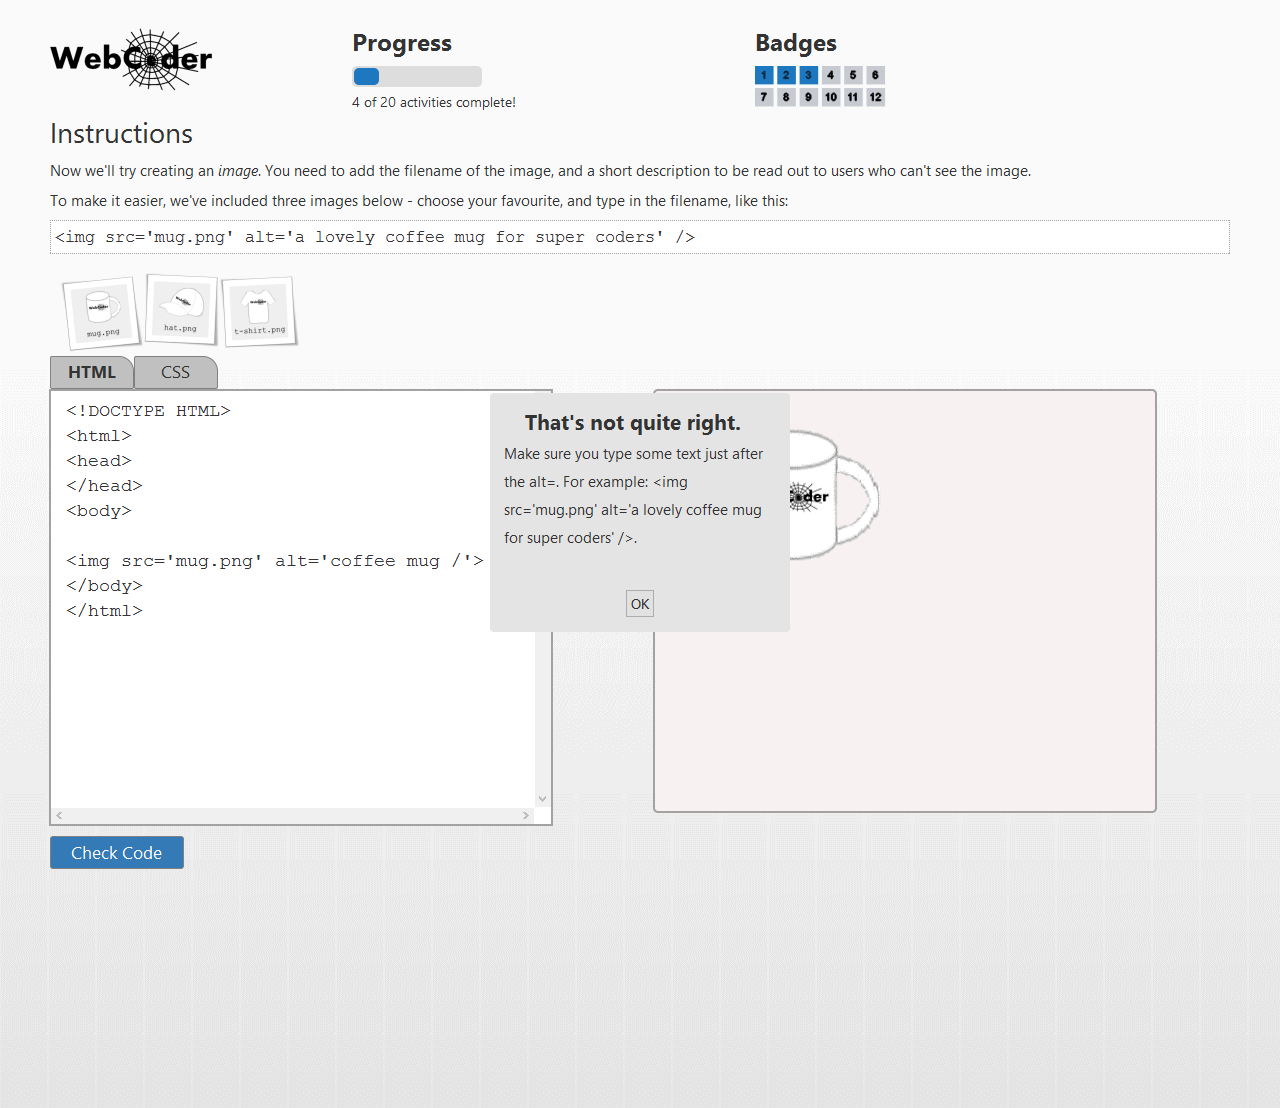 WebCoder
Progress
4 of 20 activities complete!
Badges
1 2 3 4 5 6
7 8 9 10 11 12
Instructions
Now we'll try creating an image. You need to add the filename of the image, and a short description to be read out to users who can't see the image.
To make it easier, we've included three images below - choose your favourite, and type in the filename, like this:
<img src='mug.png' alt='a lovely coffee mug for super coders' />
WebCoder
mug.png
hat.png
t-shirt.png
HTML CSS
<!DOCTYPE HTML>
<html>
<head>
</head>
<body>
<img src='mug.png' alt='coffee mug /'>
</body>
</html>
That's not quite right.
Make sure you type some text just after
the alt=. For example: <img
src='mug.png' alt='a lovely coffee mug
for super coders' />.
OK
der
Check Code